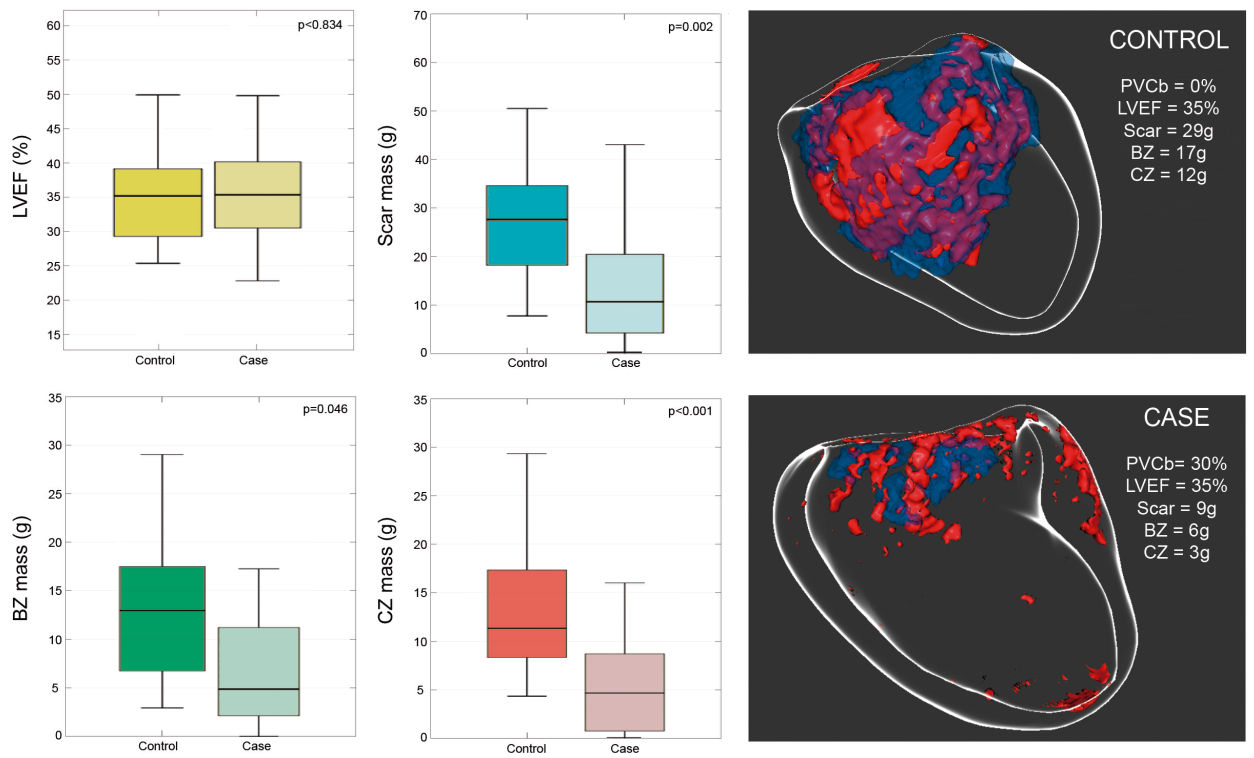 LVEF (%)
60
55
50
45
40
35
30
25
20
15
p<0.834
Control Case
Scar mass (g)
70
60
50
40
30
20
10
0
p=0.002
Control Case
CONTROL
PVCb = 0%
LVEF = 35%
Scar = 29g
BZ = 17g
CZ = 12g
BZ mass (g)
35
30
25
20
15
10
5
0
p=0.046
Control Case
CZ mass (g)
35
30
25
20
15
10
5
0
p<0.001
Control Case
CASE
PVCb= 30%
LVEF = 35%
Scar = 9g
BZ = 6g
CZ = 3g